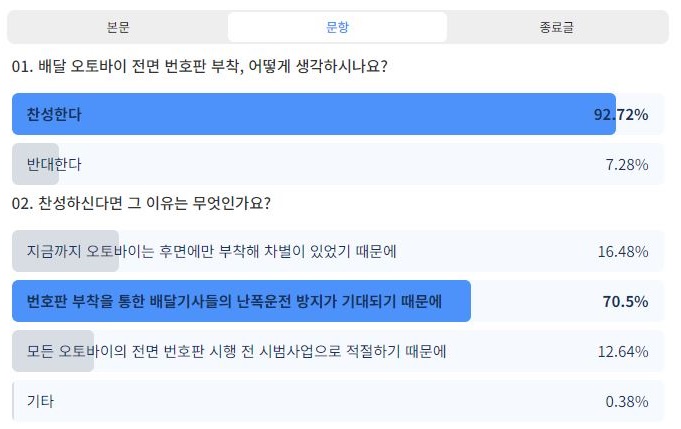 본문 문항 종료글
01. 배달 오토바이 전면 번호판 부착, 어떻게 생각하시나요?
찬성한다 92.72%
반대한다 7.28%
02. 찬성하신다면 그 이유는 무엇인가요?
지금까지 오토바이는 후면에만 부착해 차별이 있었기 때문에 16.48%
번호판 부착을 통한 배달기사들의 난폭운전 방지가 기대되기 때문에 70.5%
모든 오토바이의 전면 번호판 시행 전 시범사업으로 적절하기 때문에 12.64%
기타 0.38%